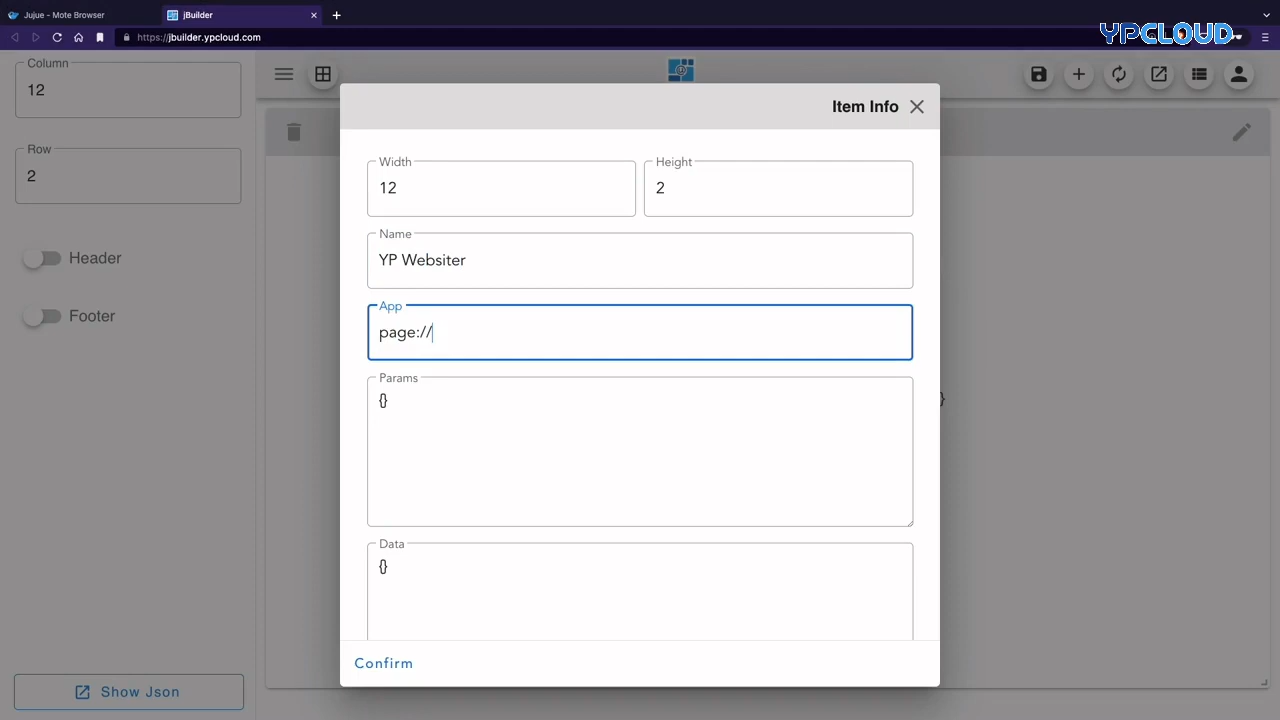 Jujue - Mote Browser
jBuilder
https://jbuilder.ypcloud.com
YPCLOUD
Column
12
Row
2
Header
Footer
Show Json
Item Info
Width
12
Height
2
Name
YP Websiter
App
page://
Params
{}
}
Data
{}
Confirm